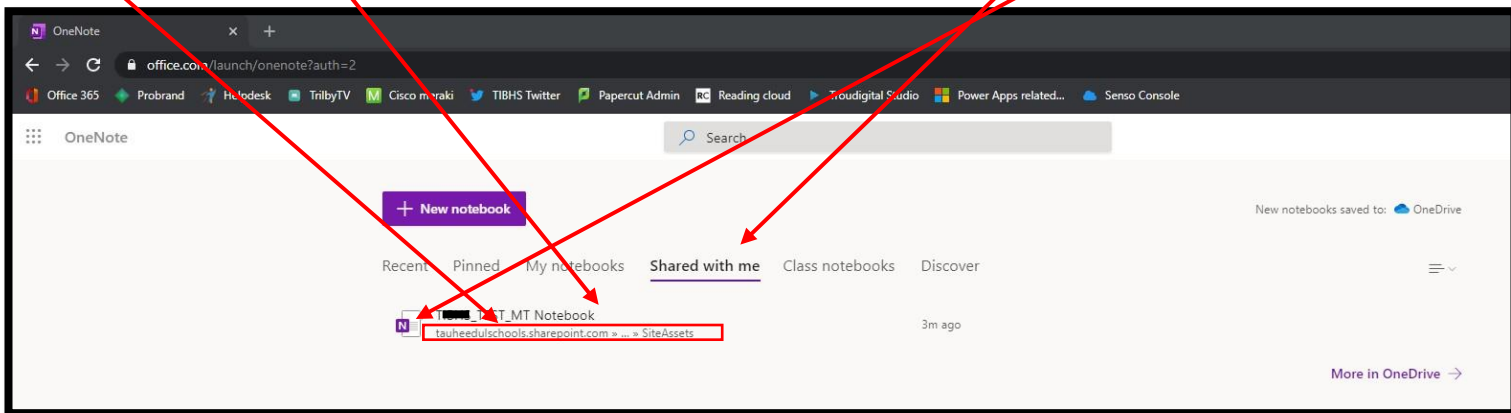 OneNote
office.com/launch/onenote?auth=2
Office 365 Probrand Helpdesk TrilbyTV Cisco meraki TIBHS Twitter Papercut Admin RC Reading cloud Troudigital Studio Power Apps related... Senso Console
OneNote
Search
New notebook
New notebooks saved to: OneDrive
Recent Pinned My notebooks Shared with me Class notebooks Discover
Notebook
tauheedulschools.sharepoint.com » ... » SiteAssets
3m ago
More in OneDrive